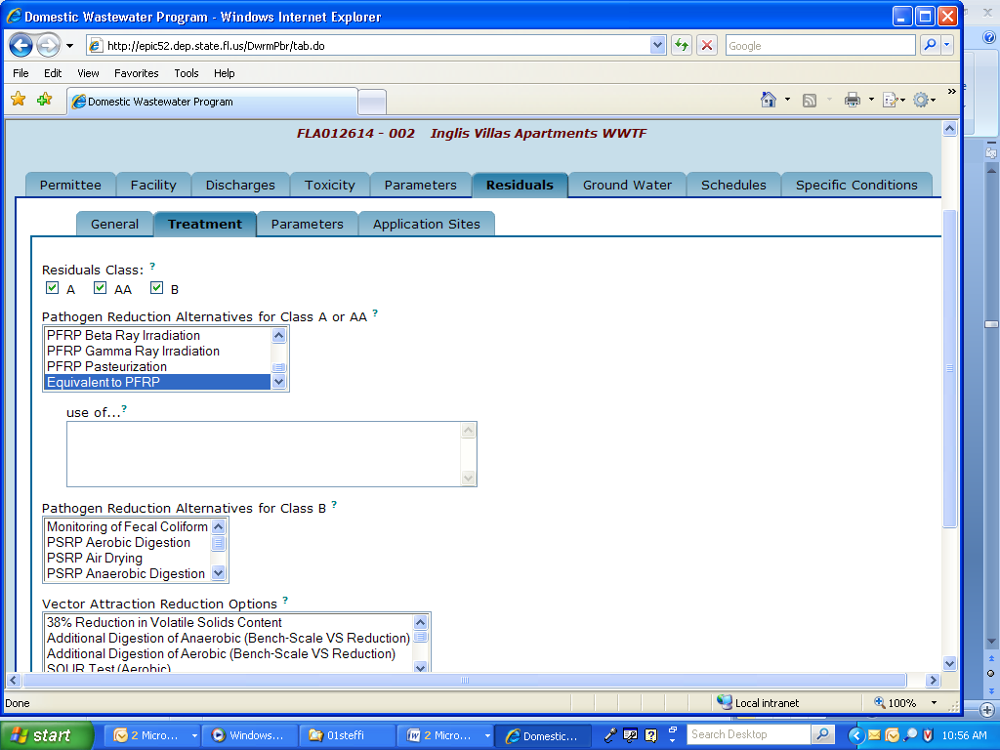 Domestic Wastewater Program - Windows Internet Explorer
http://epic52.dep.state.fl.us/DwrmPbr/tab.do
Google
File Edit View Favorites Tools Help
Domestic Wastewater Program
»
FLA012614 - 002 Inglis Villas Apartments WWTF
Permittee Facility Discharges Toxicity Parameters Residuals Ground Water Schedules Specific Conditions
General Treatment Parameters Application Sites
Residuals Class: ?
A AA B
Pathogen Reduction Alternatives for Class A or AA ?
PFRP Beta Ray Irradiation
PFRP Gamma Ray Irradiation
PFRP Pasteurization
Equivalent to PFRP
use of...?
Pathogen Reduction Alternatives for Class B ?
Monitoring of Fecal Coliform
PSRP Aerobic Digestion
PSRP Air Drying
PSRP Anaerobic Digestion
Vector Attraction Reduction Options ?
38% Reduction in Volatile Solids Content
Additional Digestion of Anaerobic (Bench-Scale VS Reduction)
Additional Digestion of Aerobic (Bench-Scale VS Reduction)
SOUR Test (Aerobic)
Done Local intranet 100%
start 2 Micro... Windows... 01steffi 2 Micro... Domestic... Search Desktop 10:56 AM